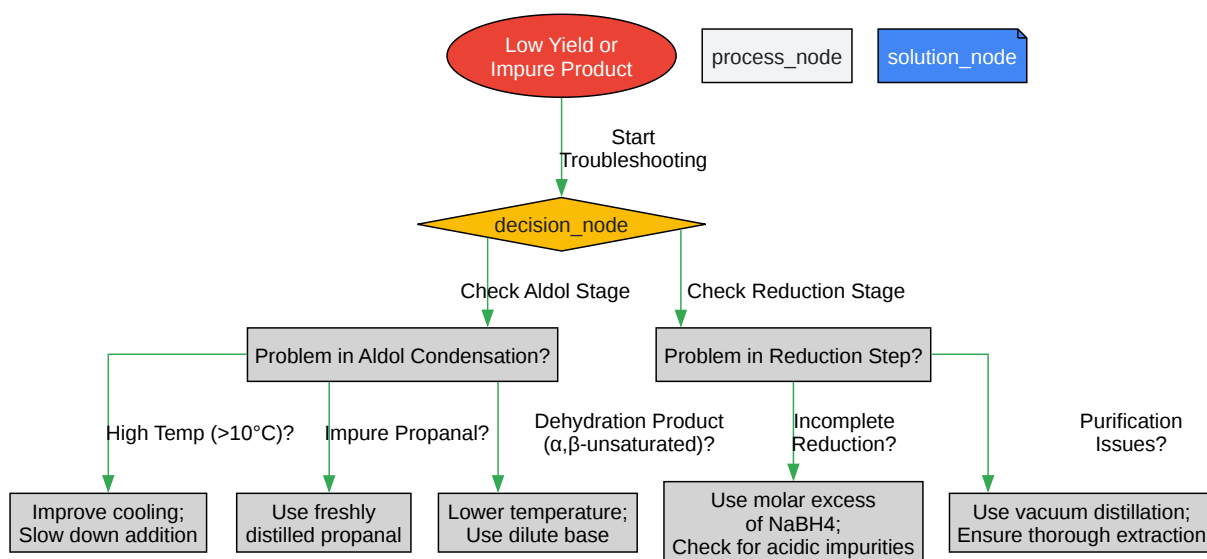 Low Yield or
Impure Product
process_node
solution_node
Start
Troubleshooting
decision_node
Check Aldol Stage
Check Reduction Stage
Problem in Aldol Condensation?
Problem in Reduction Step?
High Temp (>10°C)?
Impure Propanal?
Dehydration Product
(α,β-unsaturated)?
Incomplete
Reduction?
Purification
Issues?
Improve cooling;
Slow down addition
Use freshly
distilled propanal
Lower temperature;
Use dilute base
Use molar excess
of NaBH4;
Check for acidic impurities
Use vacuum distillation;
Ensure thorough extraction